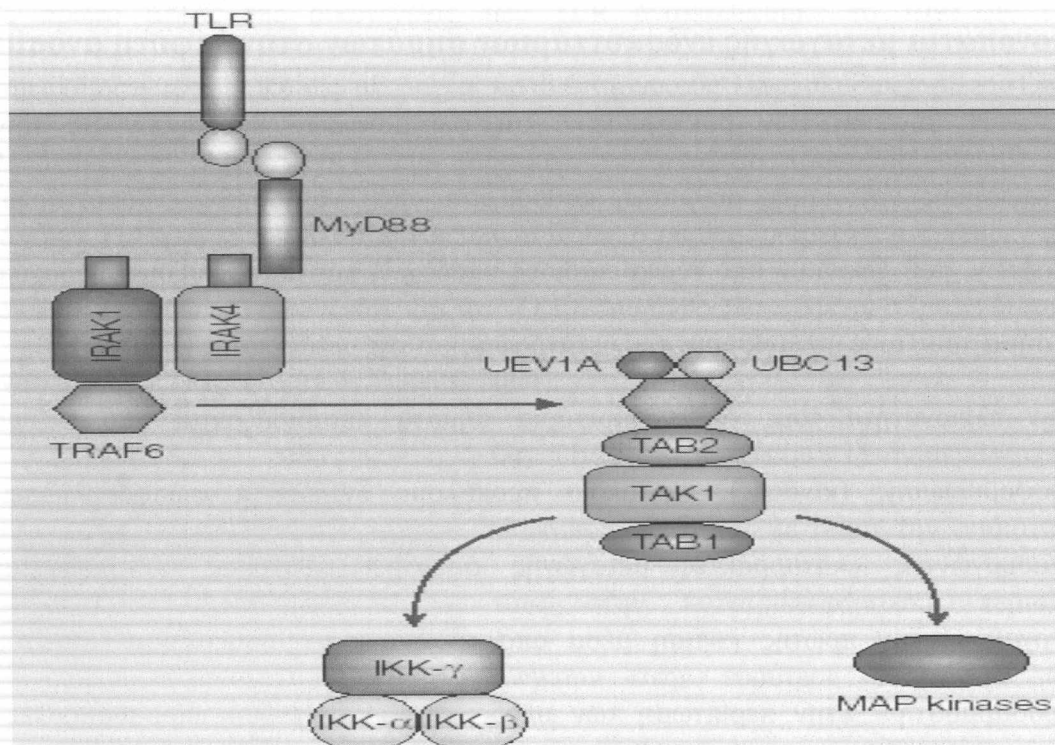 TLR
MyD88
IRAK1
IRAK4
TRAF6
UEV1A
UBC13
TAB2
TAK1
TAB1
IKK-γ
IKK-α
IKK-β
MAP kinases